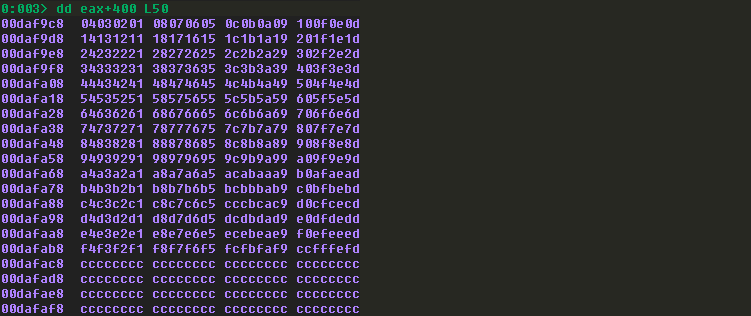 0:003> dd eax+400 L50
00daf9c8  04030201 08070605 0c0b0a09 100f0e0d
00daf9d8  14131211 18171615 1c1b1a19 201f1e1d
00daf9e8  24232221 28272625 2c2b2a29 302f2e2d
00daf9f8  34333231 38373635 3c3b3a39 403f3e3d
00dafa08  44434241 48474645 4c4b4a49 504f4e4d
00dafa18  54535251 58575655 5c5b5a59 605f5e5d
00dafa28  64636261 68676665 6c6b6a69 706f6e6d
00dafa38  74737271 78777675 7c7b7a79 807f7e7d
00dafa48  84838281 88878685 8c8b8a89 908f8e8d
00dafa58  94939291 98979695 9c9b9a99 a09f9e9d
00dafa68  a4a3a2a1 a8a7a6a5 acabaaa9 b0afaead
00dafa78  b4b3b2b1 b8b7b6b5 bcbbbab9 c0bfbebd
00dafa88  c4c3c2c1 c8c7c6c5 cccbcac9 d0cfcecd
00dafa98  d4d3d2d1 d8d7d6d5 dcdbdad9 e0dfdedd
00dafaa8  e4e3e2e1 e8e7e6e5 ecebeae9 f0efeeed
00dafab8  f4f3f2f1 f8f7f6f5 fcfbfaf9 ccfffefd
00dafac8  cccccccc cccccccc cccccccc cccccccc
00dafad8  cccccccc cccccccc cccccccc cccccccc
00dafae8  cccccccc cccccccc cccccccc cccccccc
00dafaf8  cccccccc cccccccc cccccccc cccccccc